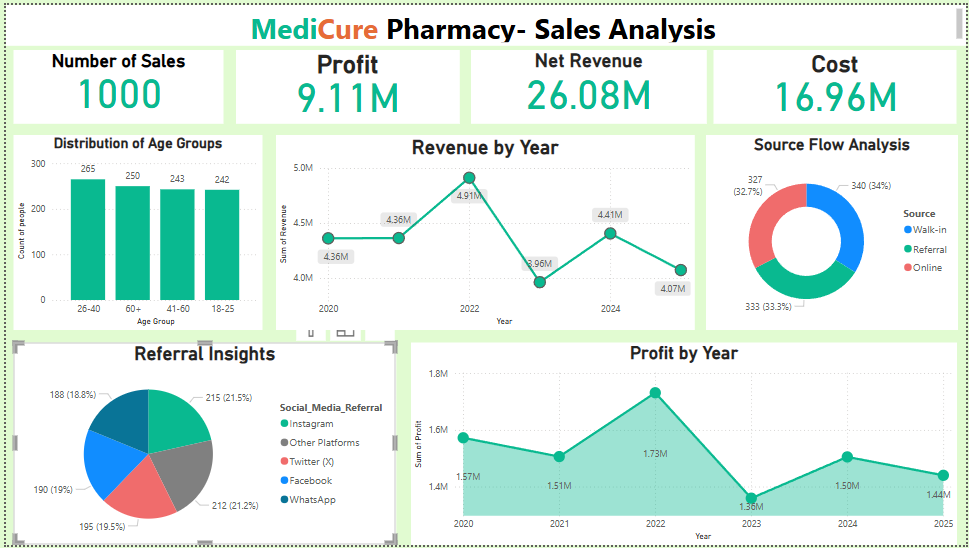 MediCure Pharmacy- Sales Analysis
Number of Sales
1000
Profit
9.11M
Net Revenue
26.08M
Cost
16.96M
Distribution of Age Groups
Count of people
300
200
100
0
265
250
243
242
26-40
60+
41-60
18-25
Age Group
Revenue by Year
Sum of Revenue
5.0M
4.5M
4.0M
4.36M
4.36M
4.91M
3.96M
4.41M
4.07M
2020
2022
2024
Year
Source Flow Analysis
327
(32.7%)
340 (34%)
333 (33.3%)
Source
Walk-in
Referral
Online
Referral Insights
188 (18.8%)
215 (21.5%)
190 (19%)
212 (21.2%)
195 (19.5%)
Social_Media_Referral
Instagram
Other Platforms
Twitter (X)
Facebook
WhatsApp
Profit by Year
Sum of Profit
1.8M
1.6M
1.4M
1.57M
1.51M
1.73M
1.36M
1.50M
1.44M
2020
2021
2022
2023
2024
2025
Year